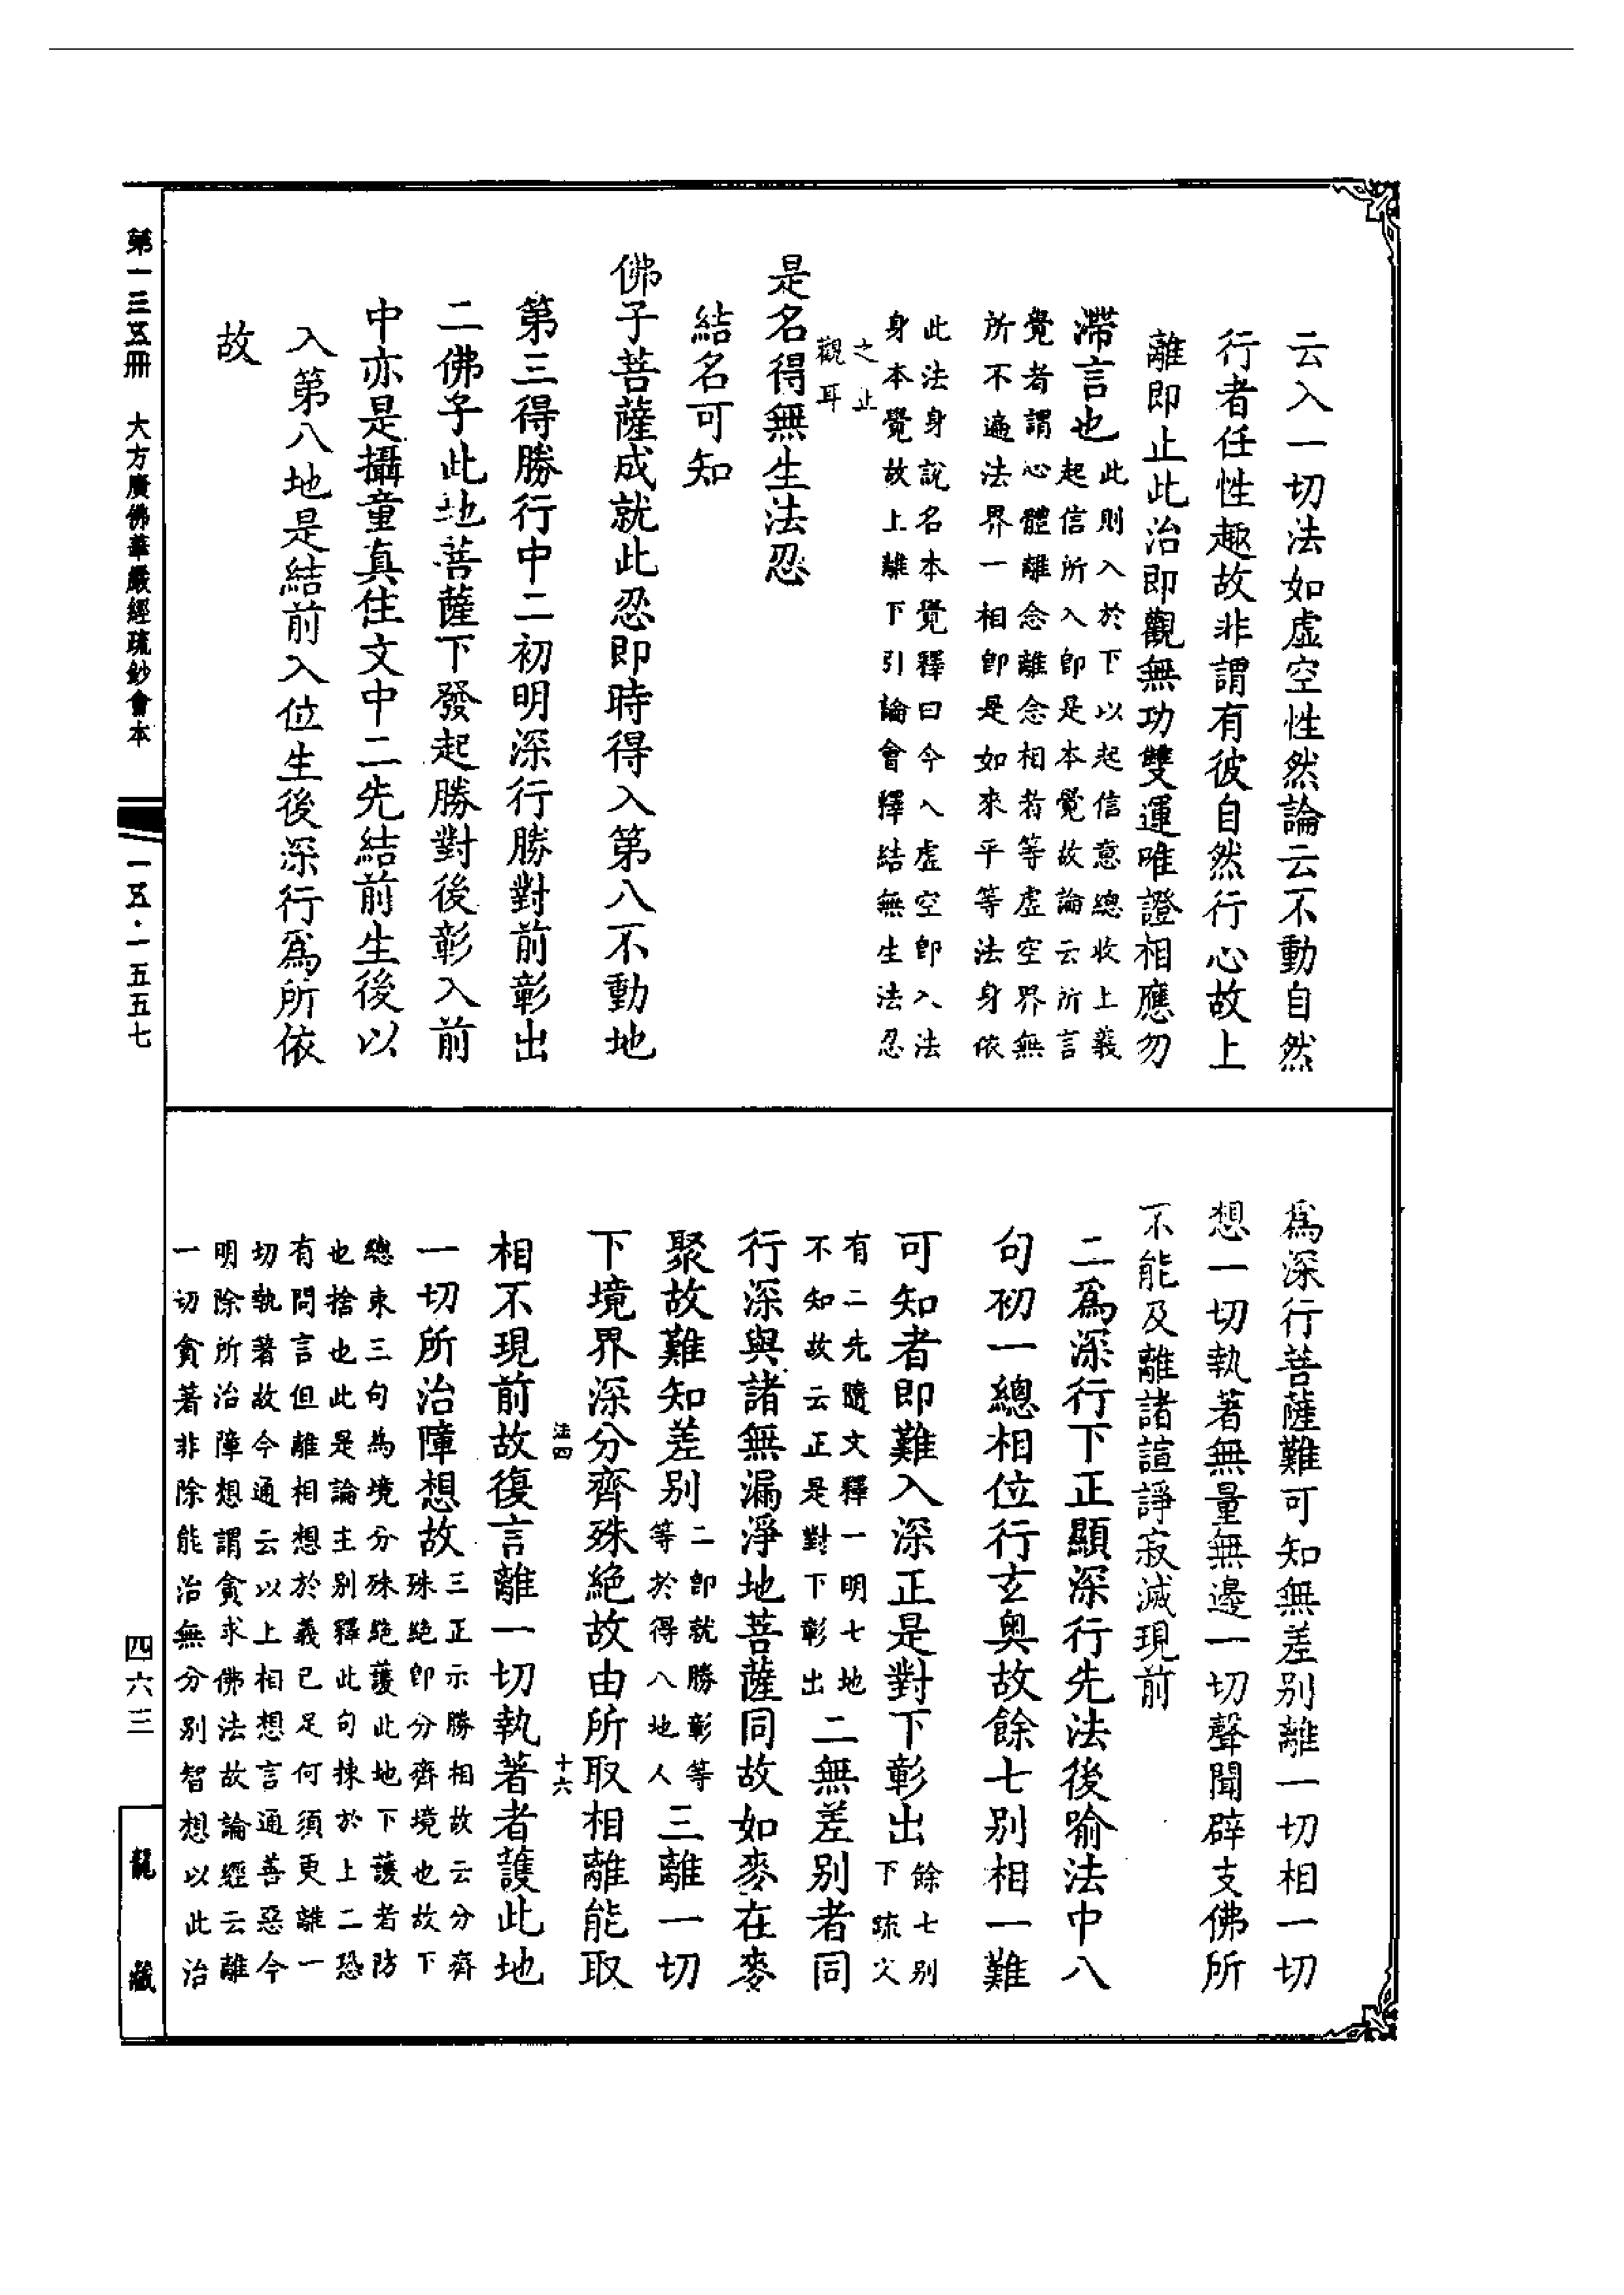 云入一切法如虛空性然論云不動自然
行者任性趣故非謂有彼自然行心故上
離即止此治即觀無功雙運唯證相應勿
滯言也
此則入於下以起信意總收上義
起信所入即是本覺故論云所言
覺者謂心體離念離念相者等虛空界無
所不遍法界一相即是如來平等法身依
此法身說名本覺釋曰今入虛空即入法
身本覺故上離下引論會釋結無生法忍
之止
觀耳
是名得無生法忍
結名可知
佛子菩薩成就此忍即時得入第八不動地
第三得勝行中二初明深行勝對前彰出
二佛子此地菩薩下發起勝對後彰入前
中亦是攝童真住文中二先結前生後以
入第八地是結前入位生後深行爲所依
故
爲深行菩薩難可知無差別離一切相一切
想一切執著無量無邊一切聲聞辟支佛所
不能及離諸諠諍寂滅現前
二爲深行下正顯深行先法後喻法中八
句初一總相位行玄奧故餘七別相一難
可知者即難入深正是對下彰出
餘七別
下疏文
有二先隨文釋一明七地
不知故云正是對下彰出
二無差別者同
行深與諸無漏淨地菩薩同故如麥在麥
聚故難知差別
二即就勝彰等
等於得八地人
三離一切
下境界深分齊殊絶故由所取相離能取
法四
十六
相不現前故復言離一切執著者護此地
一切所治障想故
三正示勝相故云分齊
殊絶即分齊境也故下
總束三句爲境分殊絶護此地下護者防
也捨也此是論主別釋此句揀於上二恐
有問言但離相想於義已足何須更離一
切執著故今通云以上相想言通善惡今
明除所治障想謂貪求佛法故論經云離
一切貪著非除能治無分別智想以此治
第一三五冊
大方廣佛華嚴經疏鈔會本
一五·一五五七
四六三
龍藏